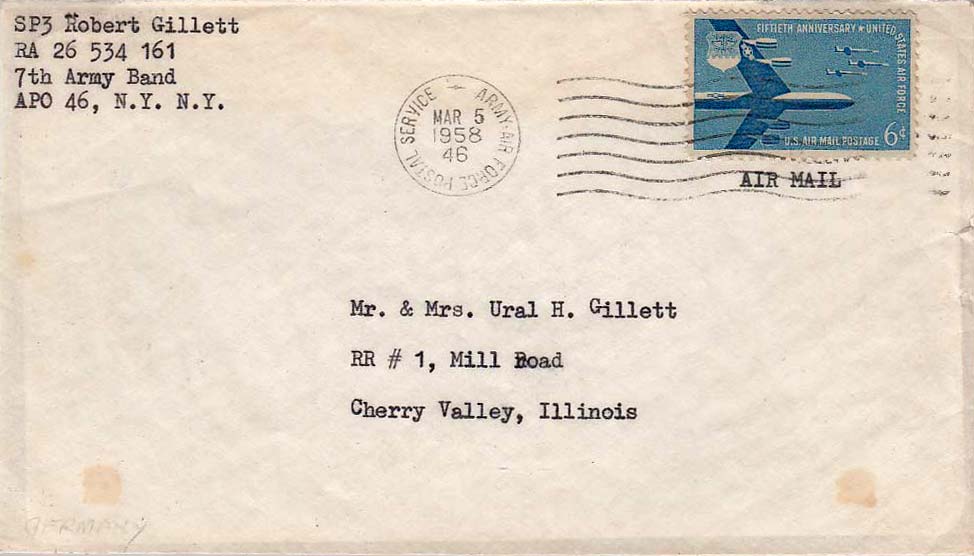 SP3 Robert Gillett
RA 26 534 161
7th Army Band
APO 46, N.Y. N.Y.
ARMY-AIR FORCE POSTAL SERVICE
MAR 5
1958
46
FIFTIETH ANNIVERSARY ★ UNITED STATES AIR FORCE
U.S. AIR MAIL POSTAGE 6¢
AIR MAIL
Mr. & Mrs. Ural H. Gillett
RR # 1, Mill Road
Cherry Valley, Illinois
GERMANY